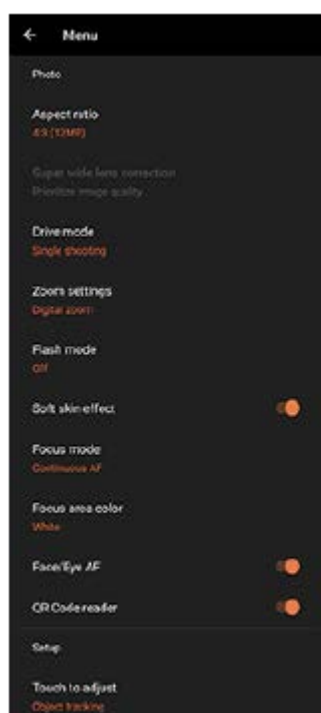 Menu
Photo
Aspect ratio
4:3 (12MP)
Super wide lens correction
Prioritize image quality
Drive mode
Single shooting
Zoom settings
Digital zoom
Flash mode
Off
Soft skin effect
Focus mode
Continuous AF
Focus area color
White
Face/Eye AF
QR Code reader
Setup
Touch to adjust
Object tracking